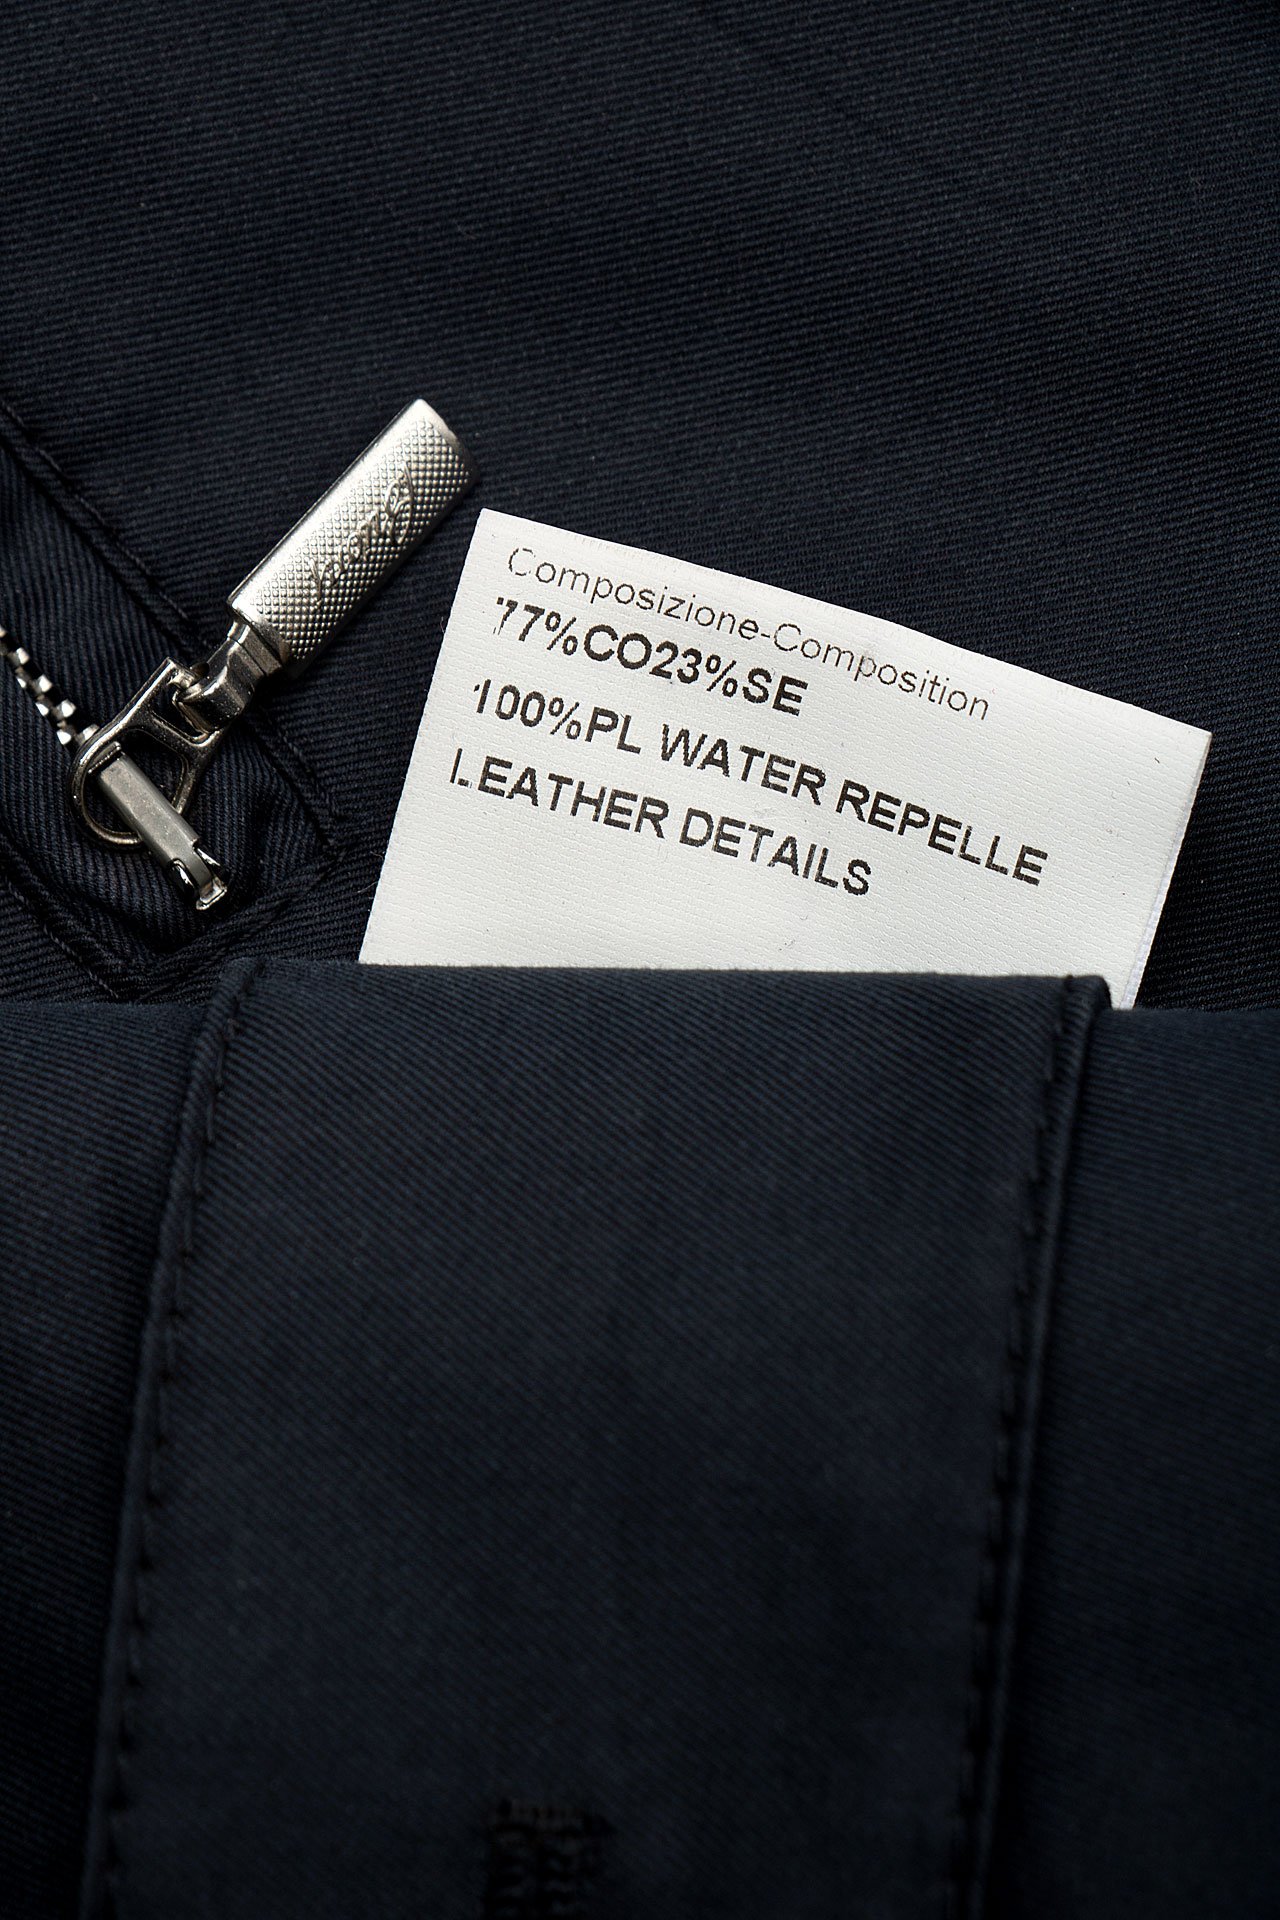 Composizione-Composition
77%CO23%SE
100%PL WATER REPELLE
LEATHER DETAILS